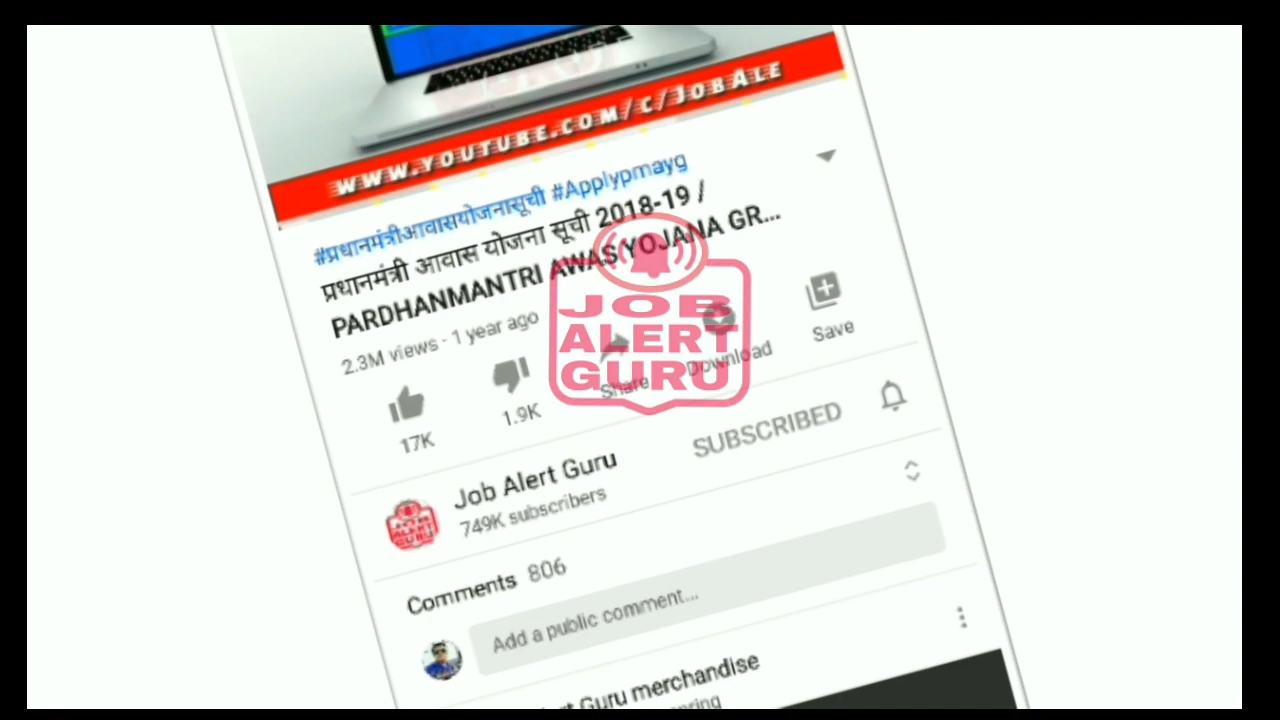 WWW.YOUTUBE.COM/C/JOBALE
#प्रधानमंत्रीआवासयोजनासूची #Applypmayg
प्रधानमंत्री आवास योजना सूची 2018-19 /
PARDHANMANTRI AWAS YOJANA GR...
2.3M views · 1 year ago
17K
1.9K
Share
Download
Save
JOB
ALERT
GURU
Job Alert Guru
749K subscribers
SUBSCRIBED
Comments 806
Add a public comment...
Guru merchandise